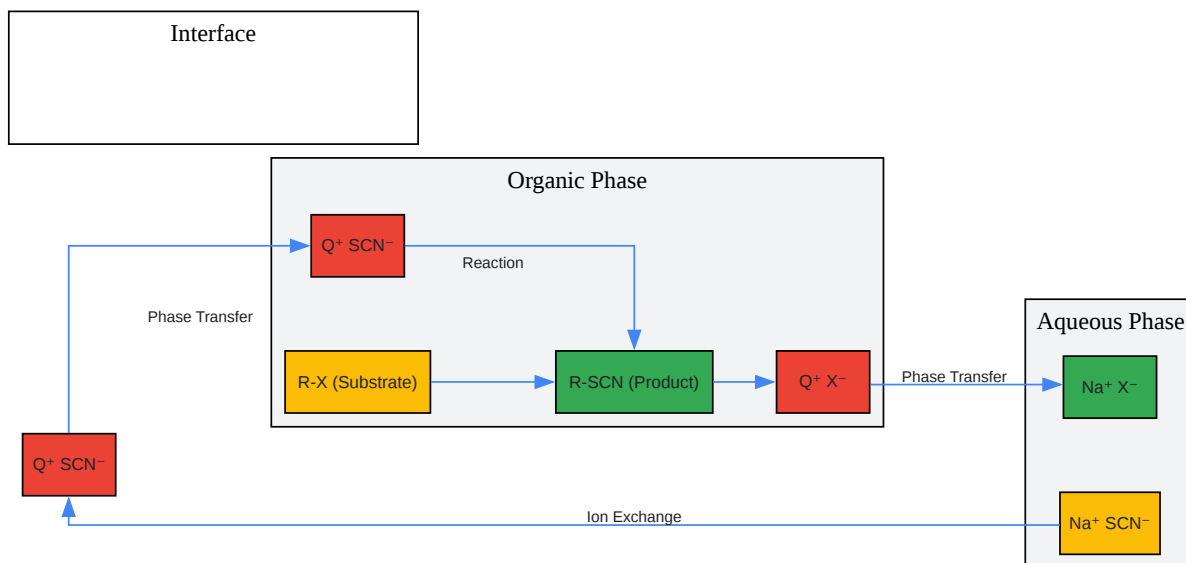 Interface
Organic Phase
Q⁺ SCN⁻
Reaction
Phase Transfer
Aqueous Phase
R-X (Substrate)
R-SCN (Product)
Q⁺ X⁻
Phase Transfer
Na⁺ X⁻
Q⁺ SCN⁻
Ion Exchange
Na⁺ SCN⁻